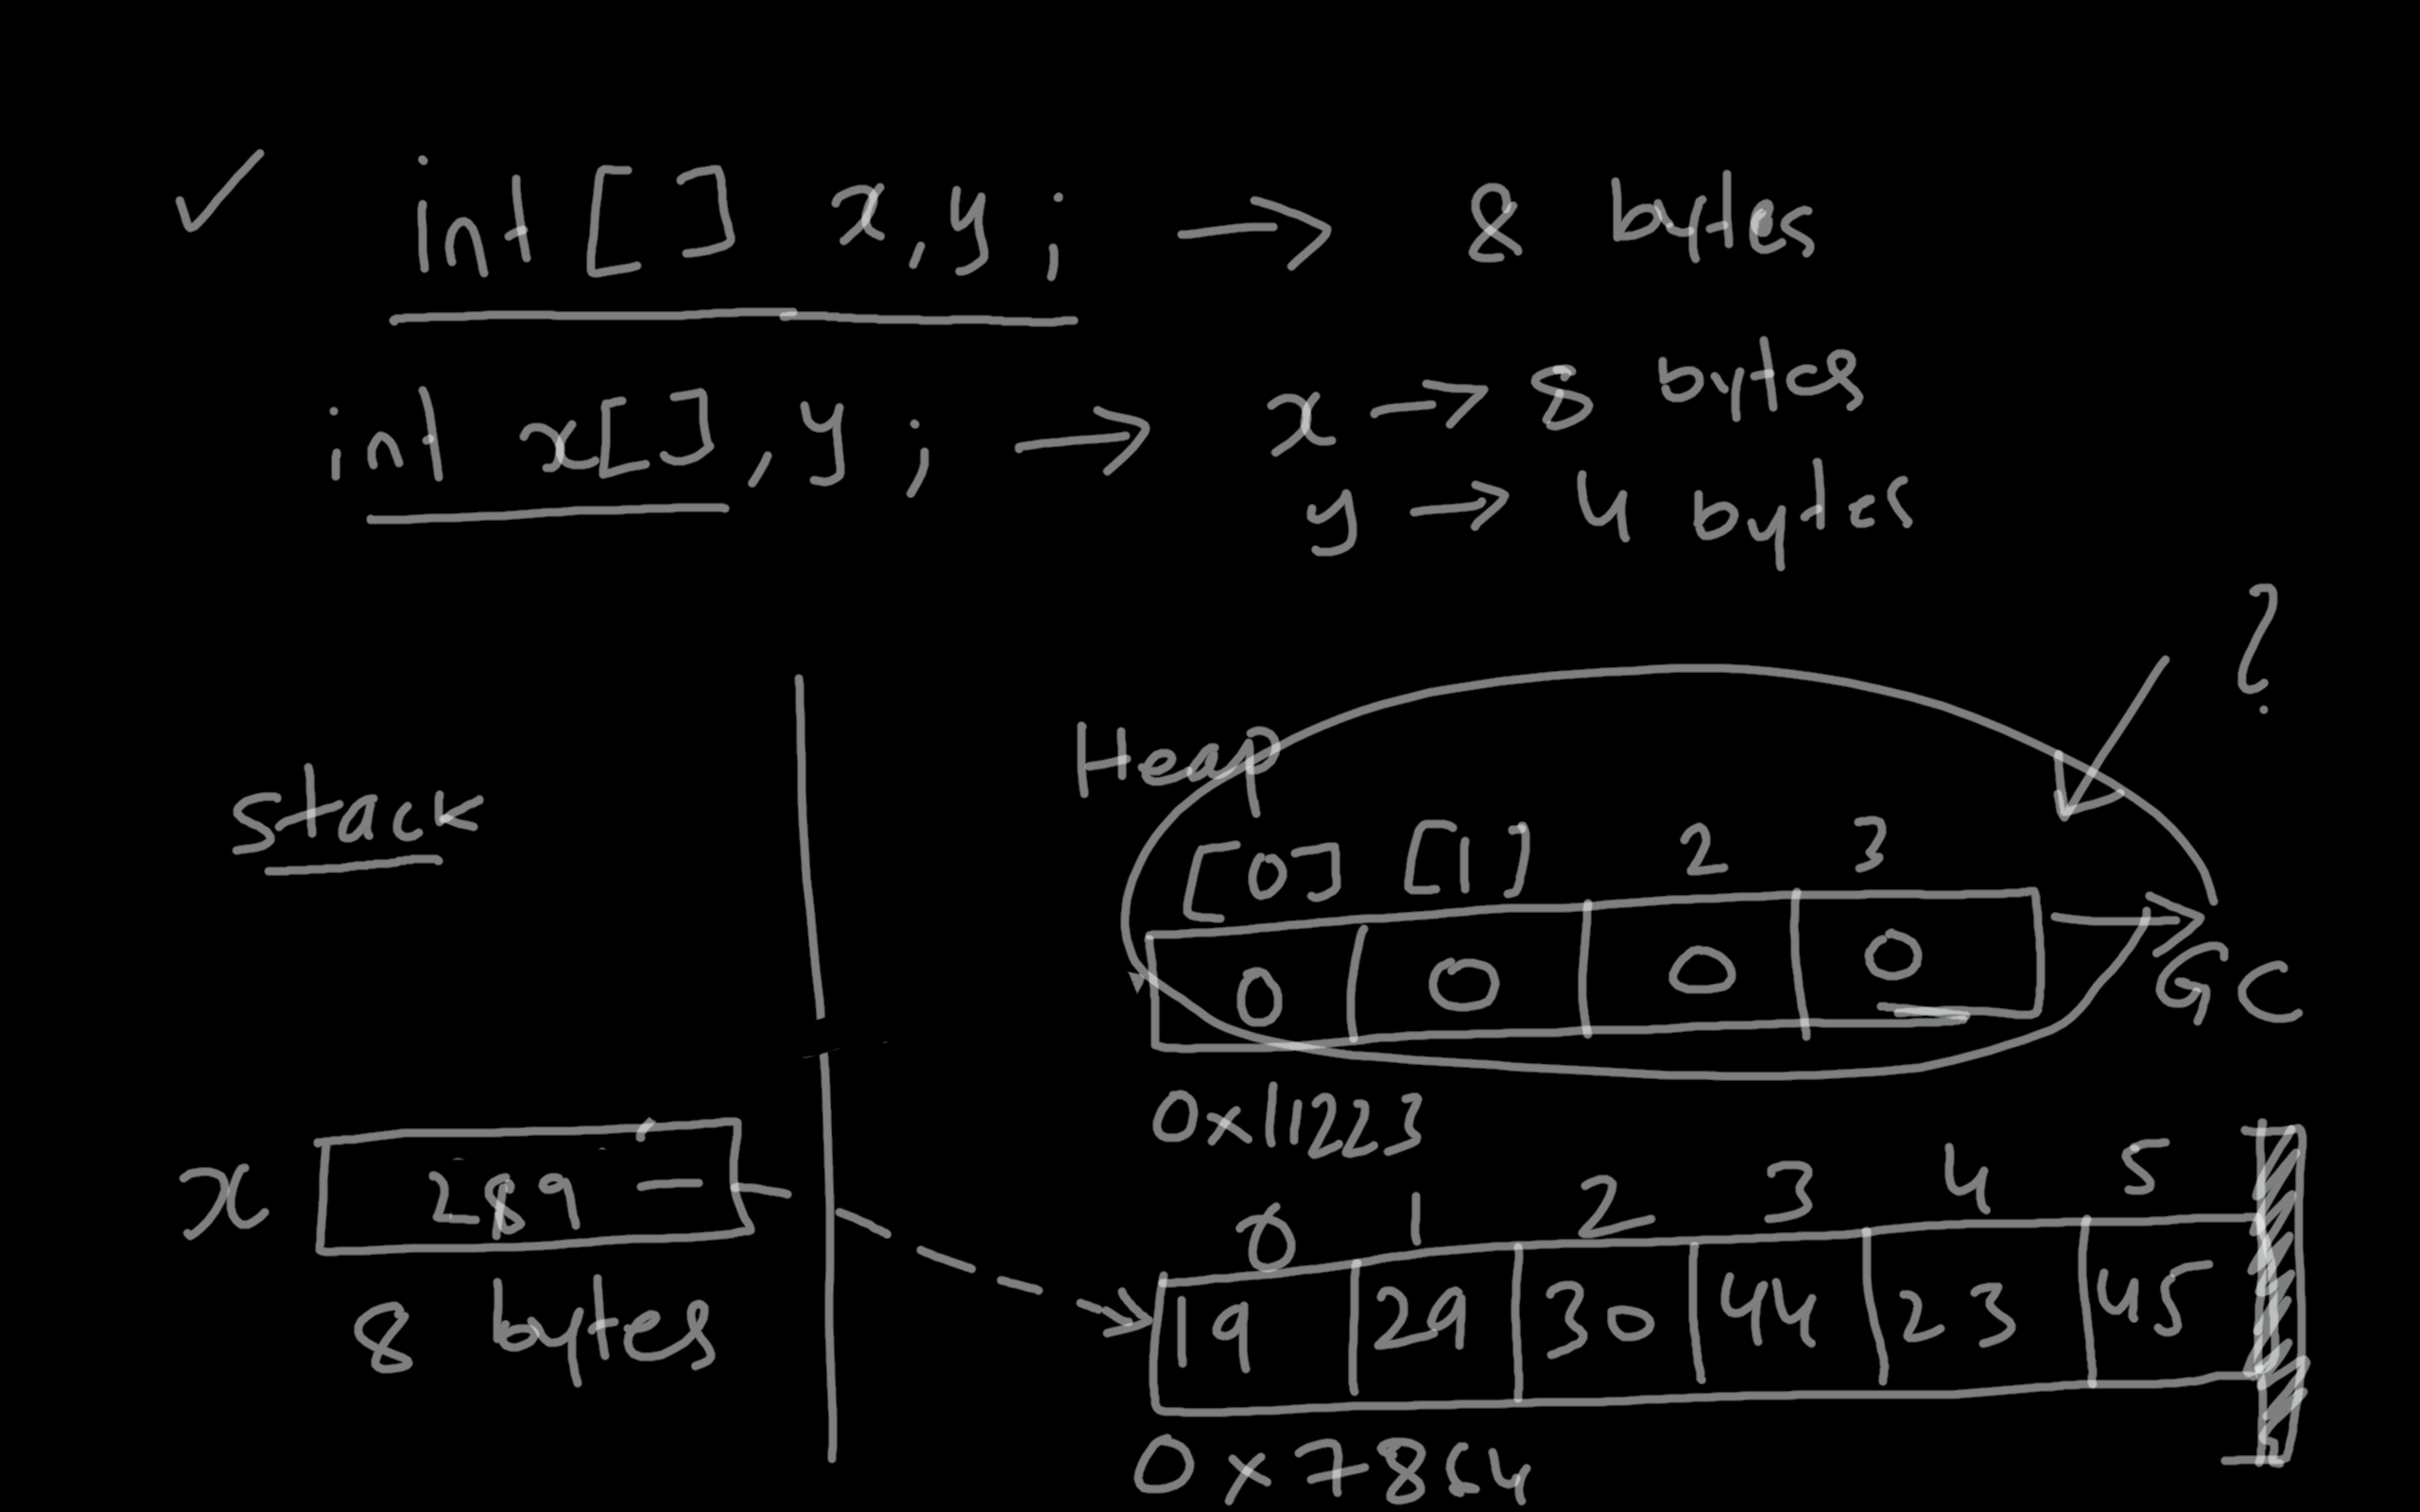 ✓ int[] x,y; → 8 bytes
int x[],y; → x → 8 bytes
y → 4 bytes
?
Heap
stack
[0] [1] 2 3
0 0 0 0 → GC
0x11223
x 289 =
8 bytes
0 1 2 3 4 5
19 29 30 44 23 45